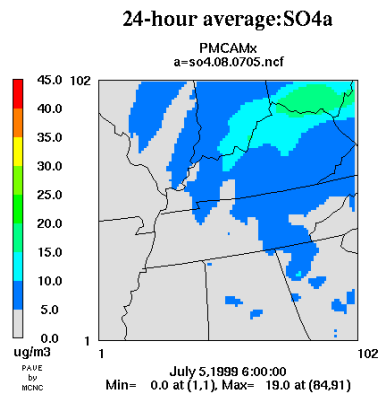 24-hour average:SO4a
PMCAMx
a=so4.08.0705.ncf
45.0
40.0
35.0
30.0
25.0
20.0
15.0
10.0
5.0
0.0
ug/m3
PAVE
by
MCNC
102
1
1
102
July 5,1999 6:00:00
Min= 0.0 at (1,1), Max= 19.0 at (84,91)